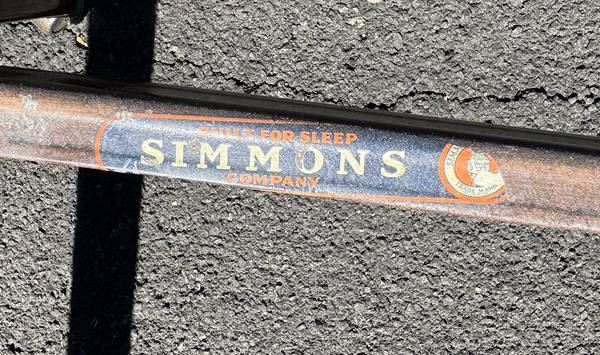 BUILT FOR SLEEP
SIMMONS
COMPANY
TRADE MARK